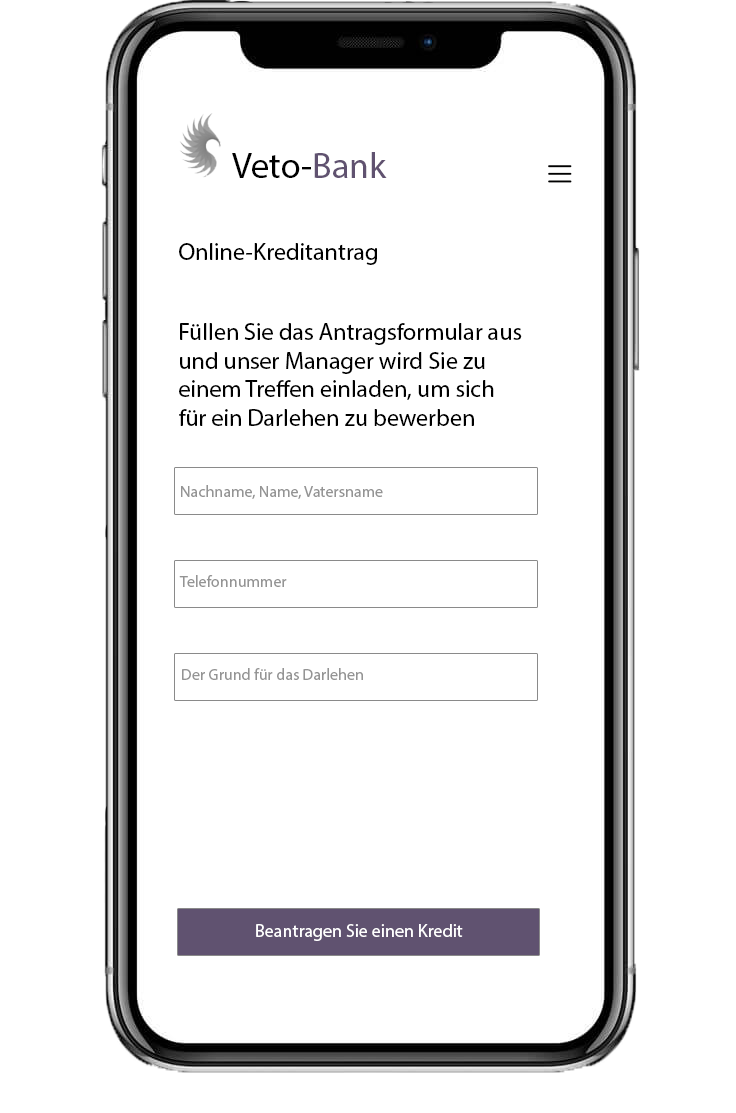 Veto-Bank
Online-Kreditantrag
Füllen Sie das Antragsformular aus
und unser Manager wird Sie zu
einem Treffen einladen, um sich
für ein Darlehen zu bewerben
Nachname, Name, Vatersname
Telefonnummer
Der Grund für das Darlehen
Beantragen Sie einen Kredit